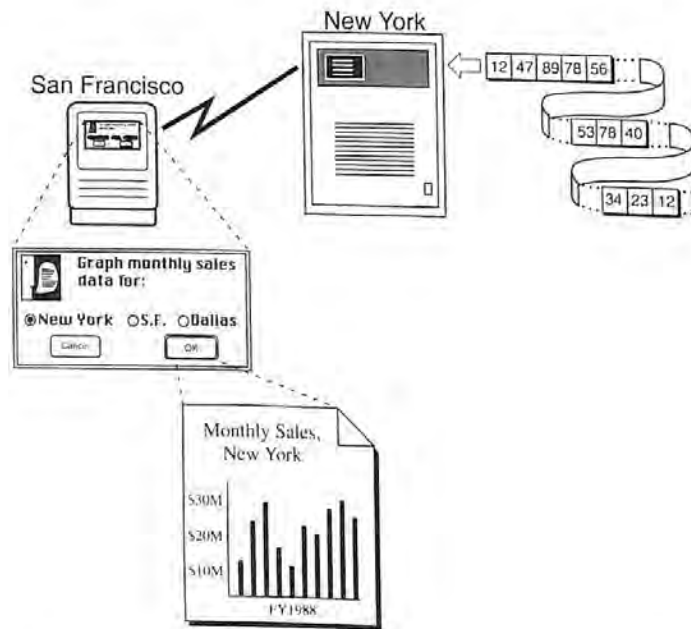 New York
12 47 89 78 56
San Francisco
53 78 40
34 23 12
Graph monthly sales
data for:
New York S.F. Dallas
Cancel OK
Monthly Sales,
New York
$30M
$20M
$10M
FY1988